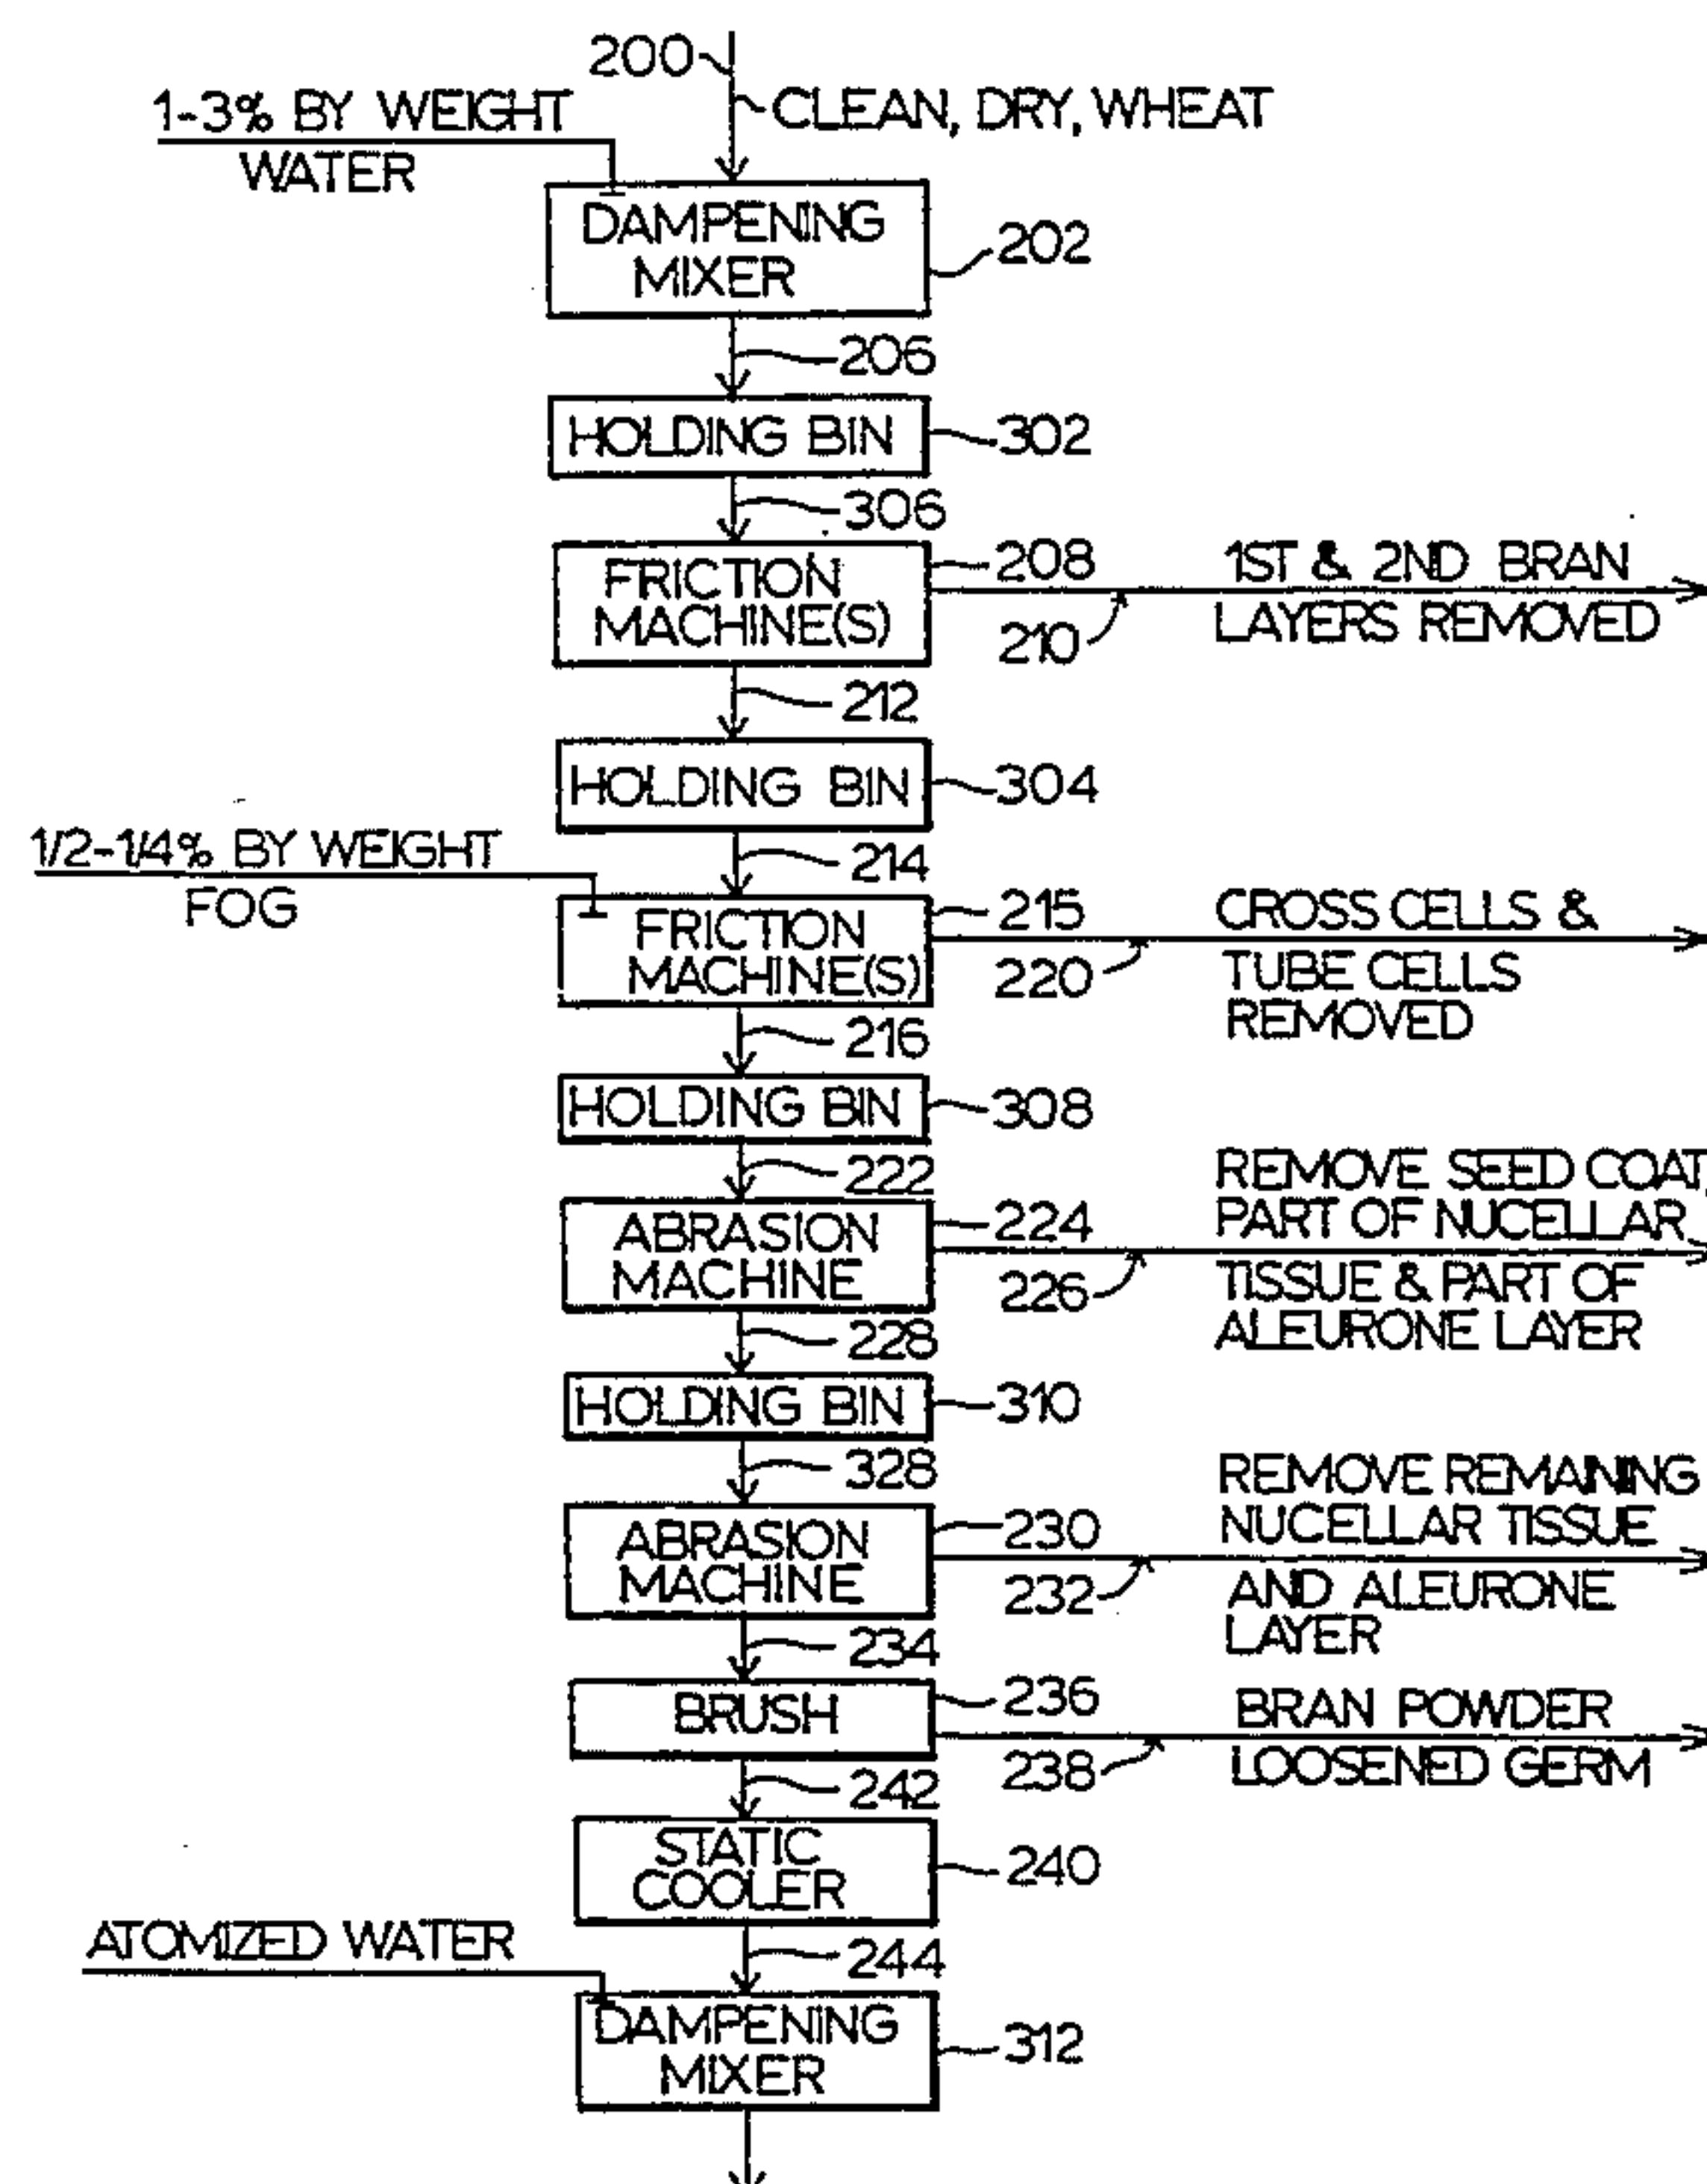 200
CLEAN, DRY, WHEAT
1-3% BY WEIGHT
WATER
DAMPENING
MIXER
202
206
HOLDING BIN
302
306
FRICTION
MACHINE(S)
208
210
1ST & 2ND BRAN
LAYERS REMOVED
212
HOLDING BIN
304
214
1/2-1/4% BY WEIGHT
FOG
FRICTION
MACHINE(S)
215
220
CROSS CELLS &
TUBE CELLS
REMOVED
216
HOLDING BIN
308
222
ABRASION
MACHINE
224
226
REMOVE SEED COAT,
PART OF NUCELLAR
TISSUE & PART OF
ALEURONE LAYER
228
HOLDING BIN
310
328
ABRASION
MACHINE
230
232
REMOVE REMAINING
NUCELLAR TISSUE
AND ALEURONE
LAYER
234
BRUSH
236
238
BRAN POWDER
LOOSENED GERM
242
STATIC
COOLER
240
244
ATOMIZED WATER
DAMPENING
MIXER
312